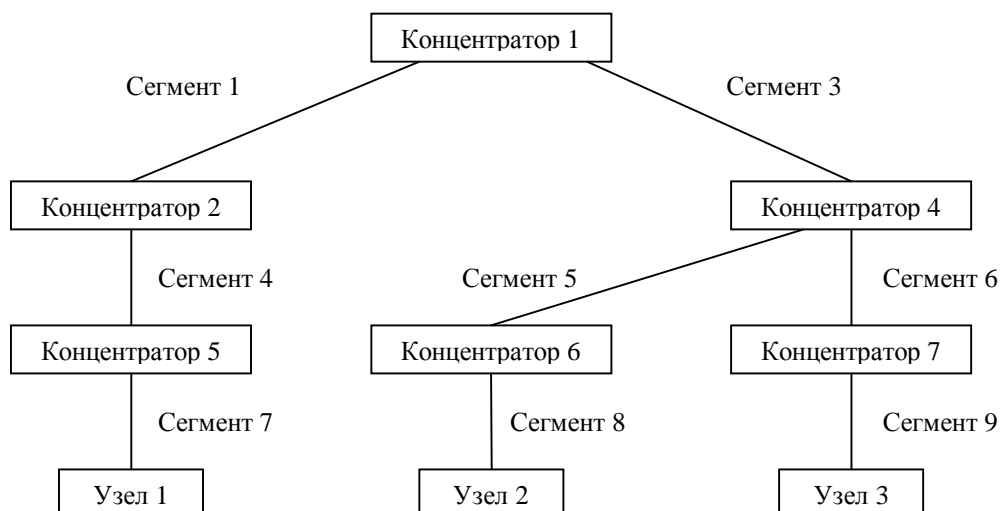 Концентратор 1
Сегмент 1
Сегмент 3
Концентратор 2
Концентратор 4
Сегмент 4
Сегмент 5
Сегмент 6
Концентратор 5
Концентратор 6
Концентратор 7
Сегмент 7
Сегмент 8
Сегмент 9
Узел 1
Узел 2
Узел 3